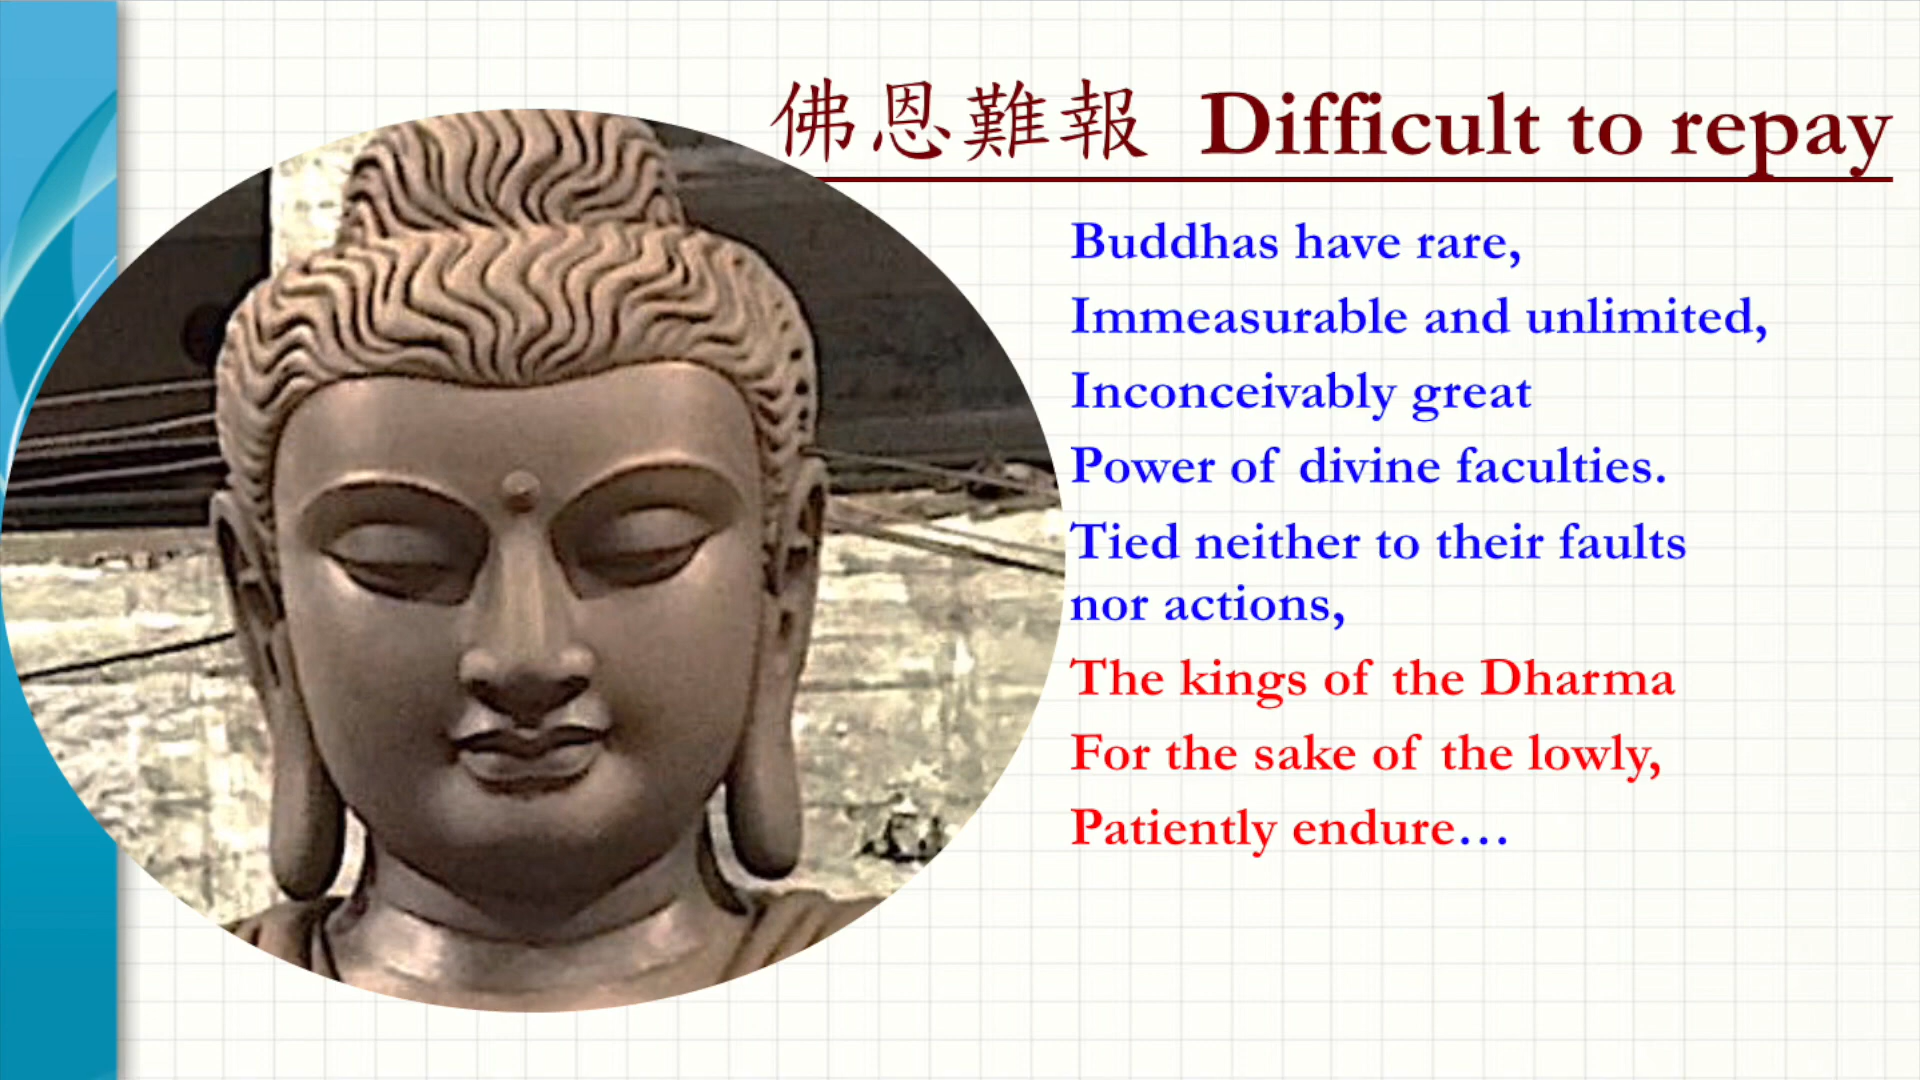 佛恩難報 Difficult to repay
Buddhas have rare,
Immeasurable and unlimited,
Inconceivably great
Power of divine faculties.
Tied neither to their faults
nor actions,
The kings of the Dharma
For the sake of the lowly,
Patiently endure…